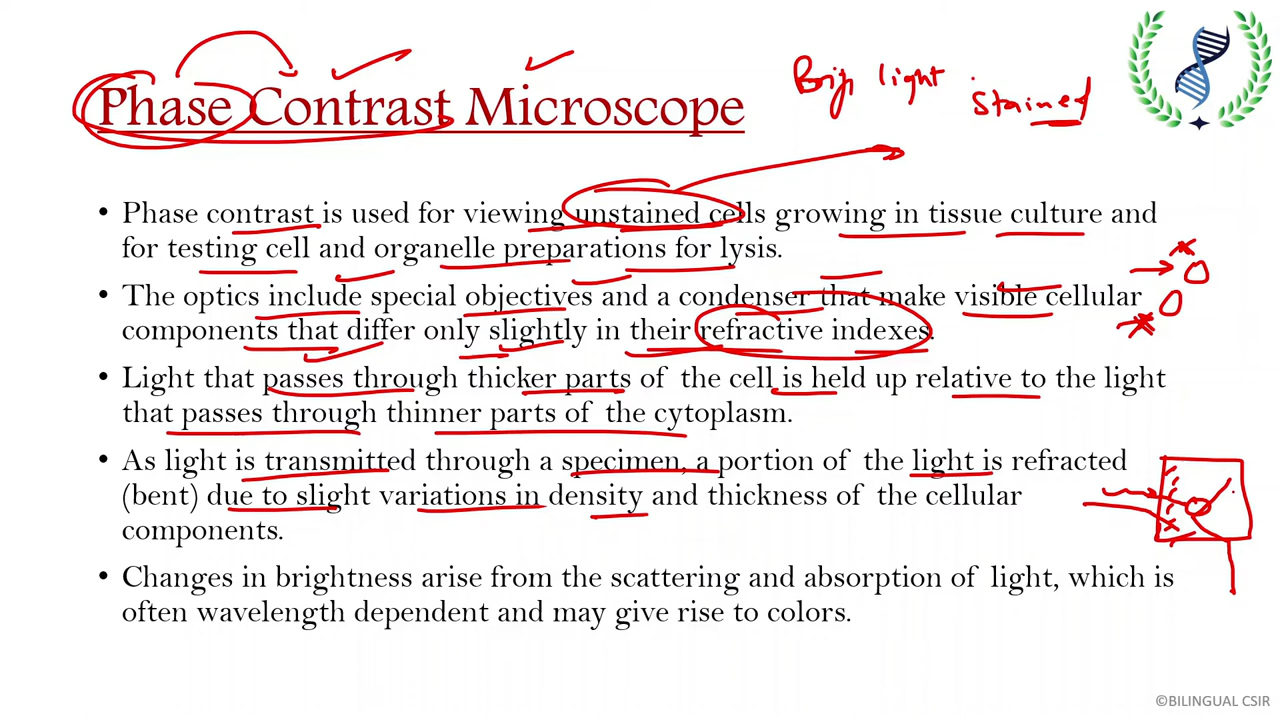 Bright light
stained
Phase Contrast Microscope
• Phase contrast is used for viewing unstained cells growing in tissue culture and
for testing cell and organelle preparations for lysis.
• The optics include special objectives and a condenser that make visible cellular
components that differ only slightly in their refractive indexes.
• Light that passes through thicker parts of the cell is held up relative to the light
that passes through thinner parts of the cytoplasm.
• As light is transmitted through a specimen, a portion of the light is refracted
(bent) due to slight variations in density and thickness of the cellular
components.
• Changes in brightness arise from the scattering and absorption of light, which is
often wavelength dependent and may give rise to colors.
©BILINGUAL CSIR